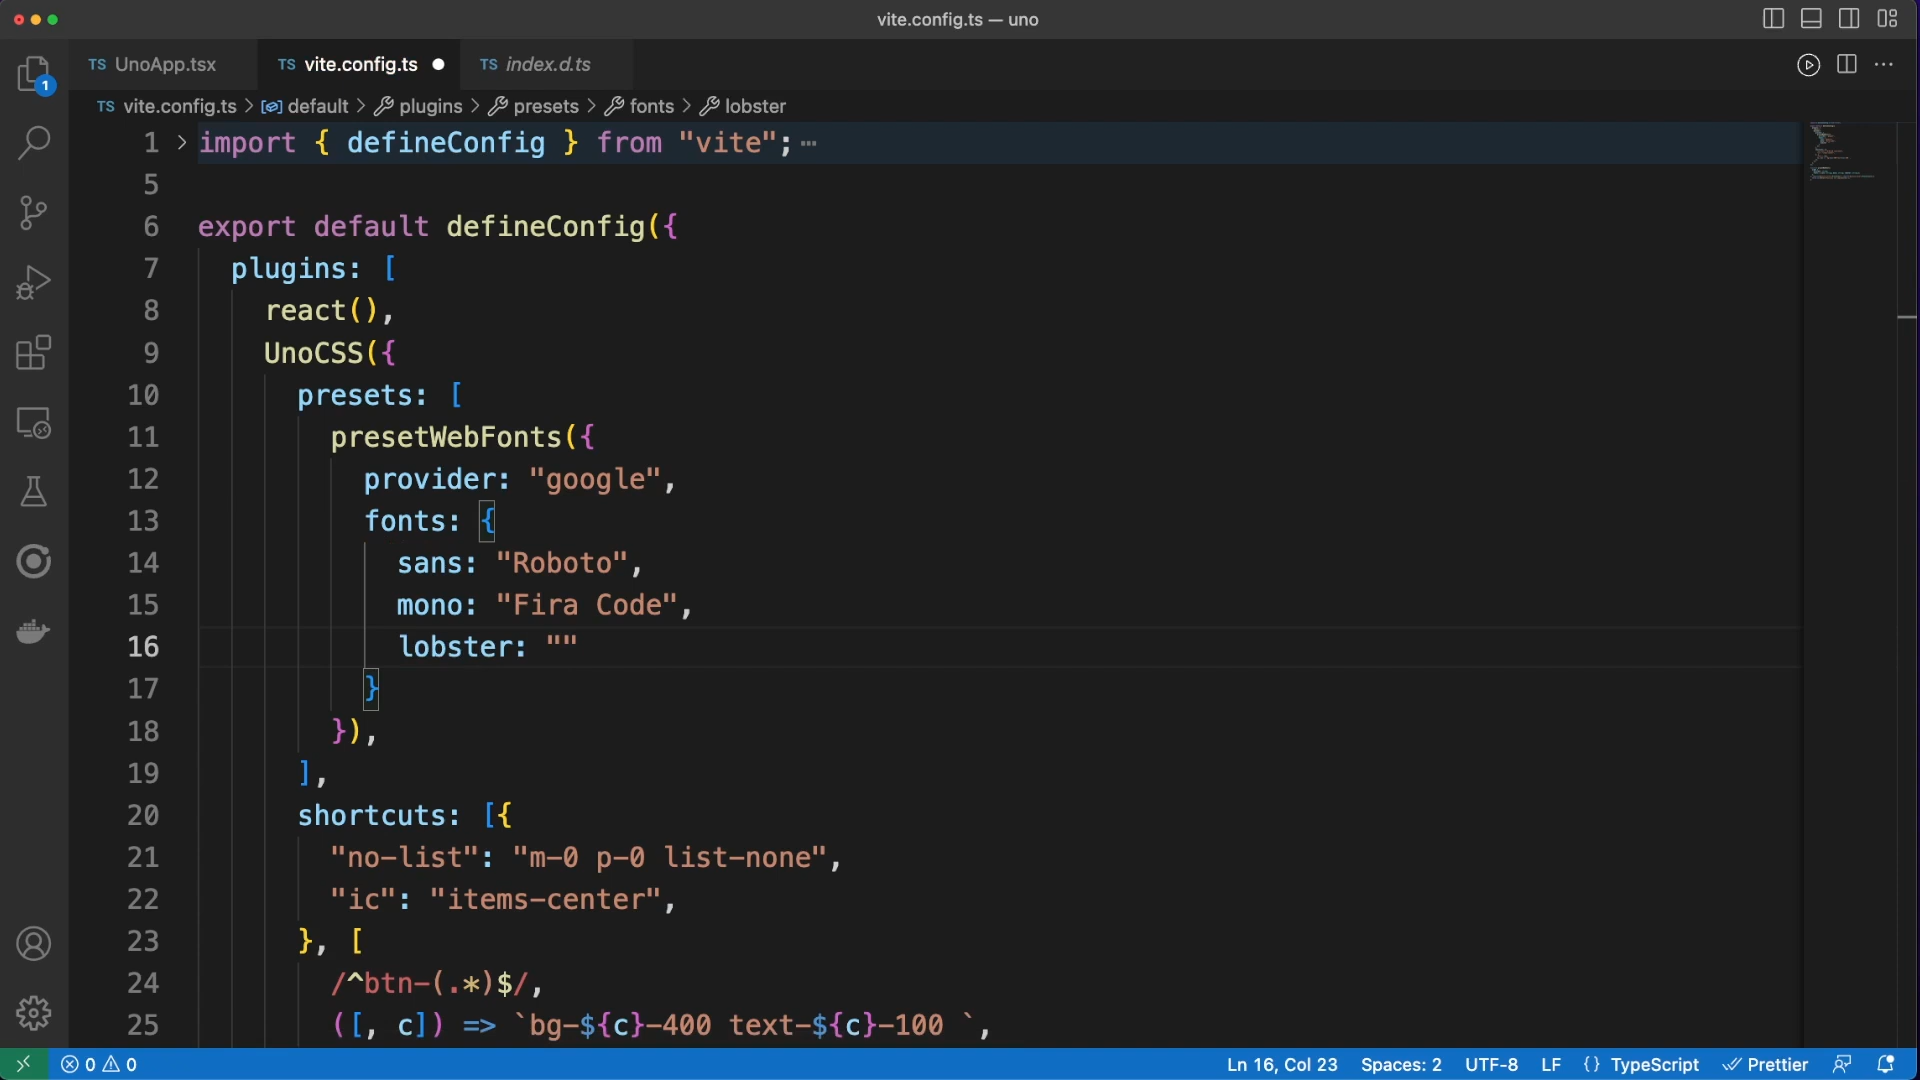 vite.config.ts — uno
TS UnoApp.tsx
TS vite.config.ts
TS index.d.ts
1
TS vite.config.ts > default > plugins > presets > fonts > lobster
1 > import { defineConfig } from "vite";
5
6 export default defineConfig({
7 plugins: [
8 react(),
9 UnoCSS({
10 presets: [
11 presetWebFonts({
12 provider: "google",
13 fonts: {
14 sans: "Roboto",
15 mono: "Fira Code",
16 lobster: ""
17 }
18 }),
19 ],
20 shortcuts: [{
21 "no-list": "m-0 p-0 list-none",
22 "ic": "items-center",
23 }, [
24 /^btn-(.*)$/,
25 ([, c]) => `bg-${c}-400 text-${c}-100 `,
0 0
Ln 16, Col 23
Spaces: 2
UTF-8
LF
{} TypeScript
Prettier